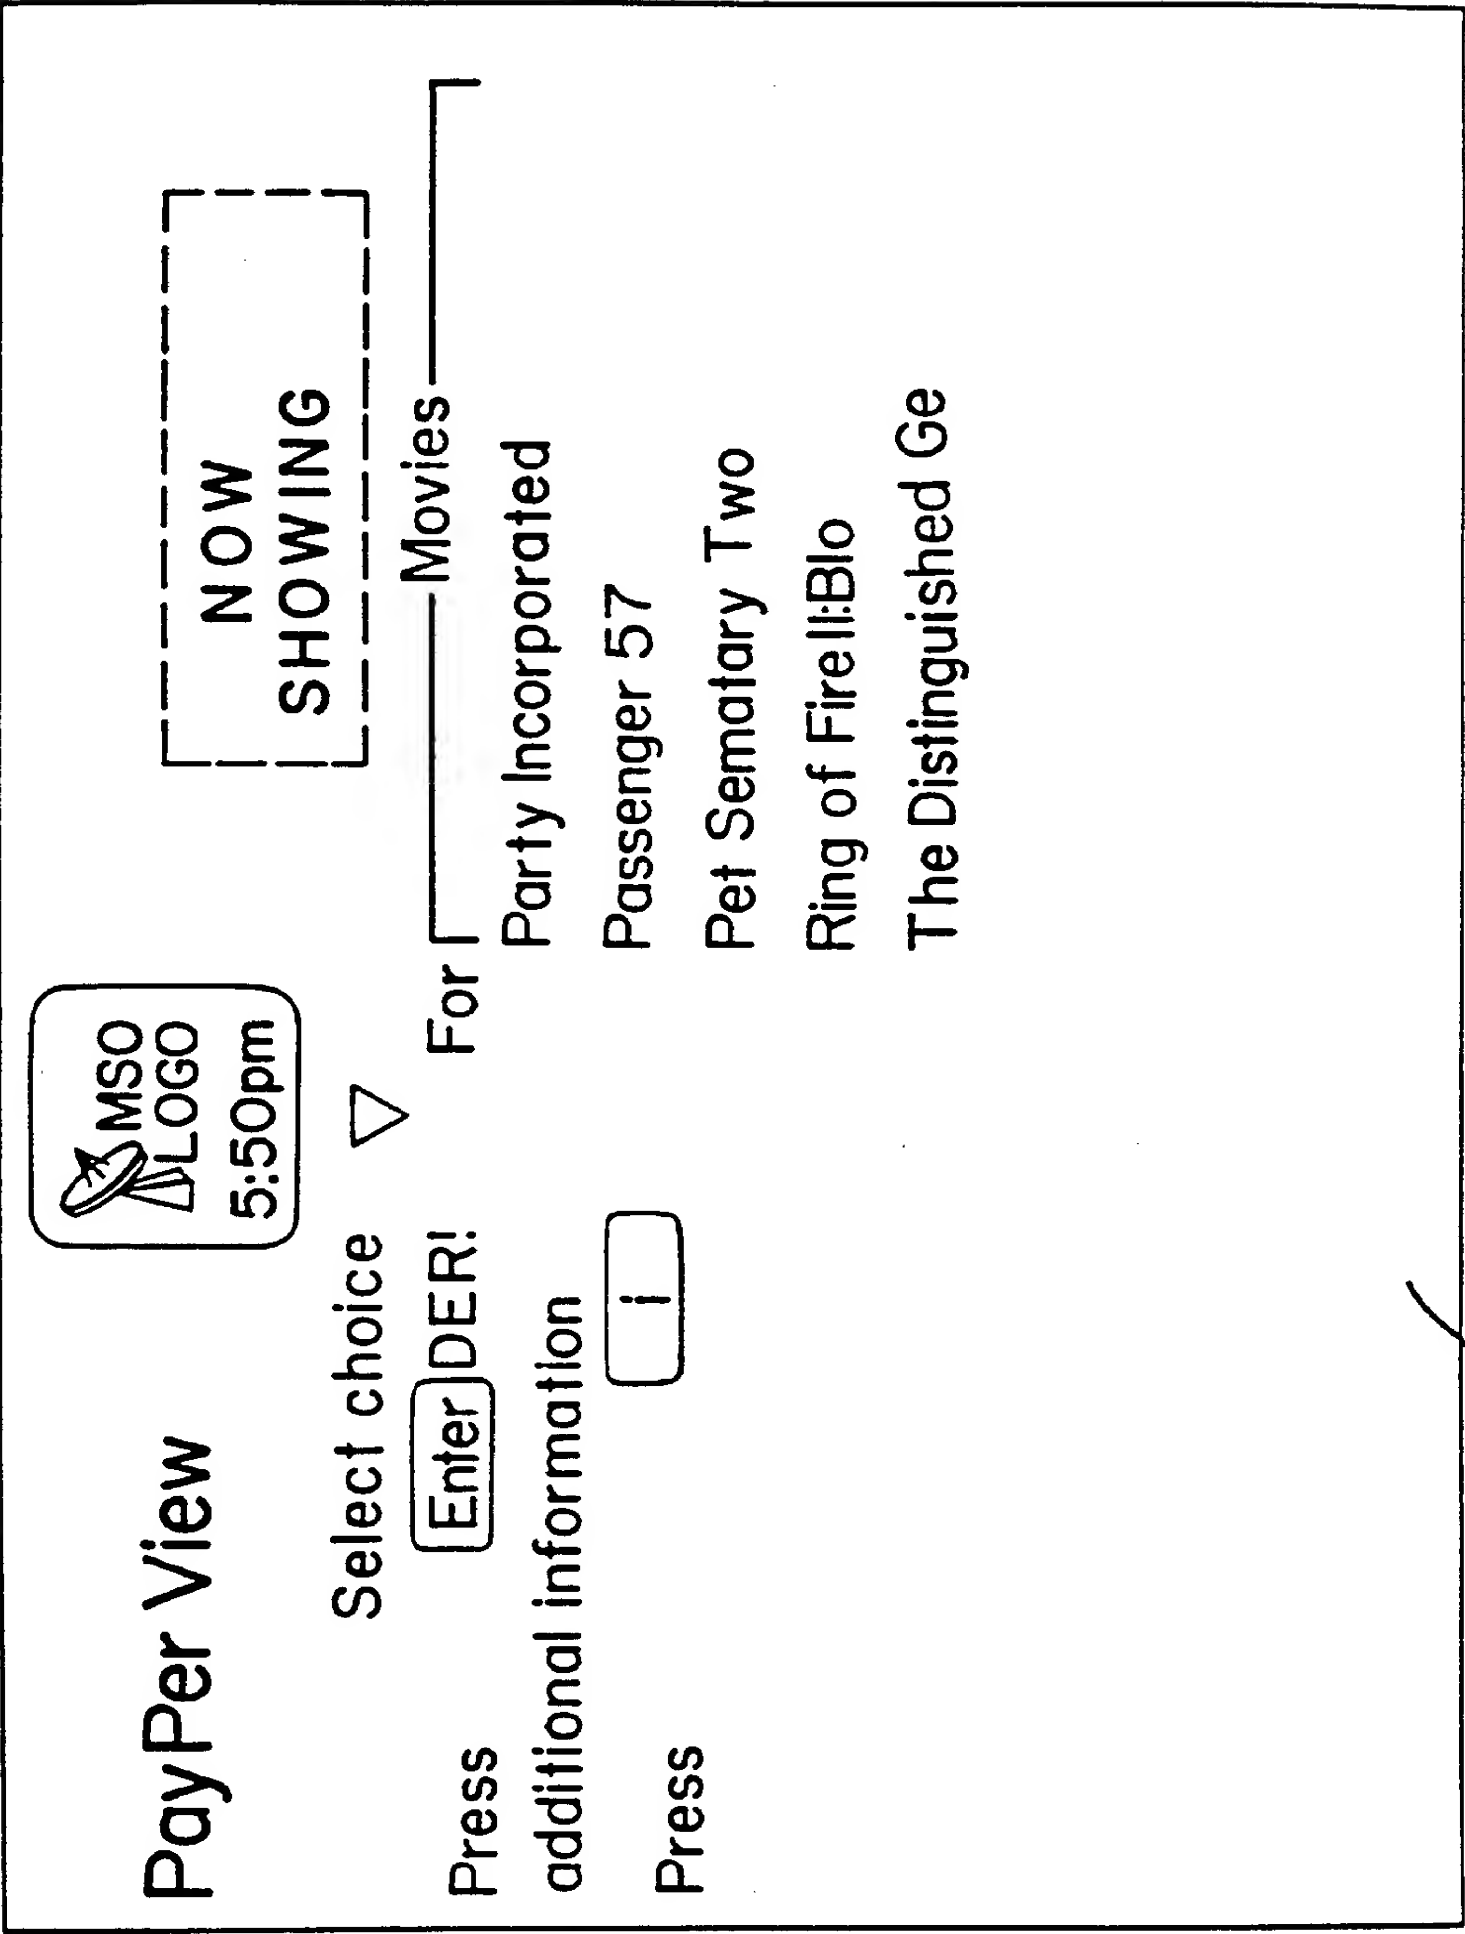 PayPer View
MSO
LOGO
5:50pm
NOW
SHOWING
Select choice
Press Enter DER! For
additional information
Press i
Movies
Party Incorporated
Passenger 57
Pet Sematary Two
Ring of Fire II:Blo
The Distinguished Ge